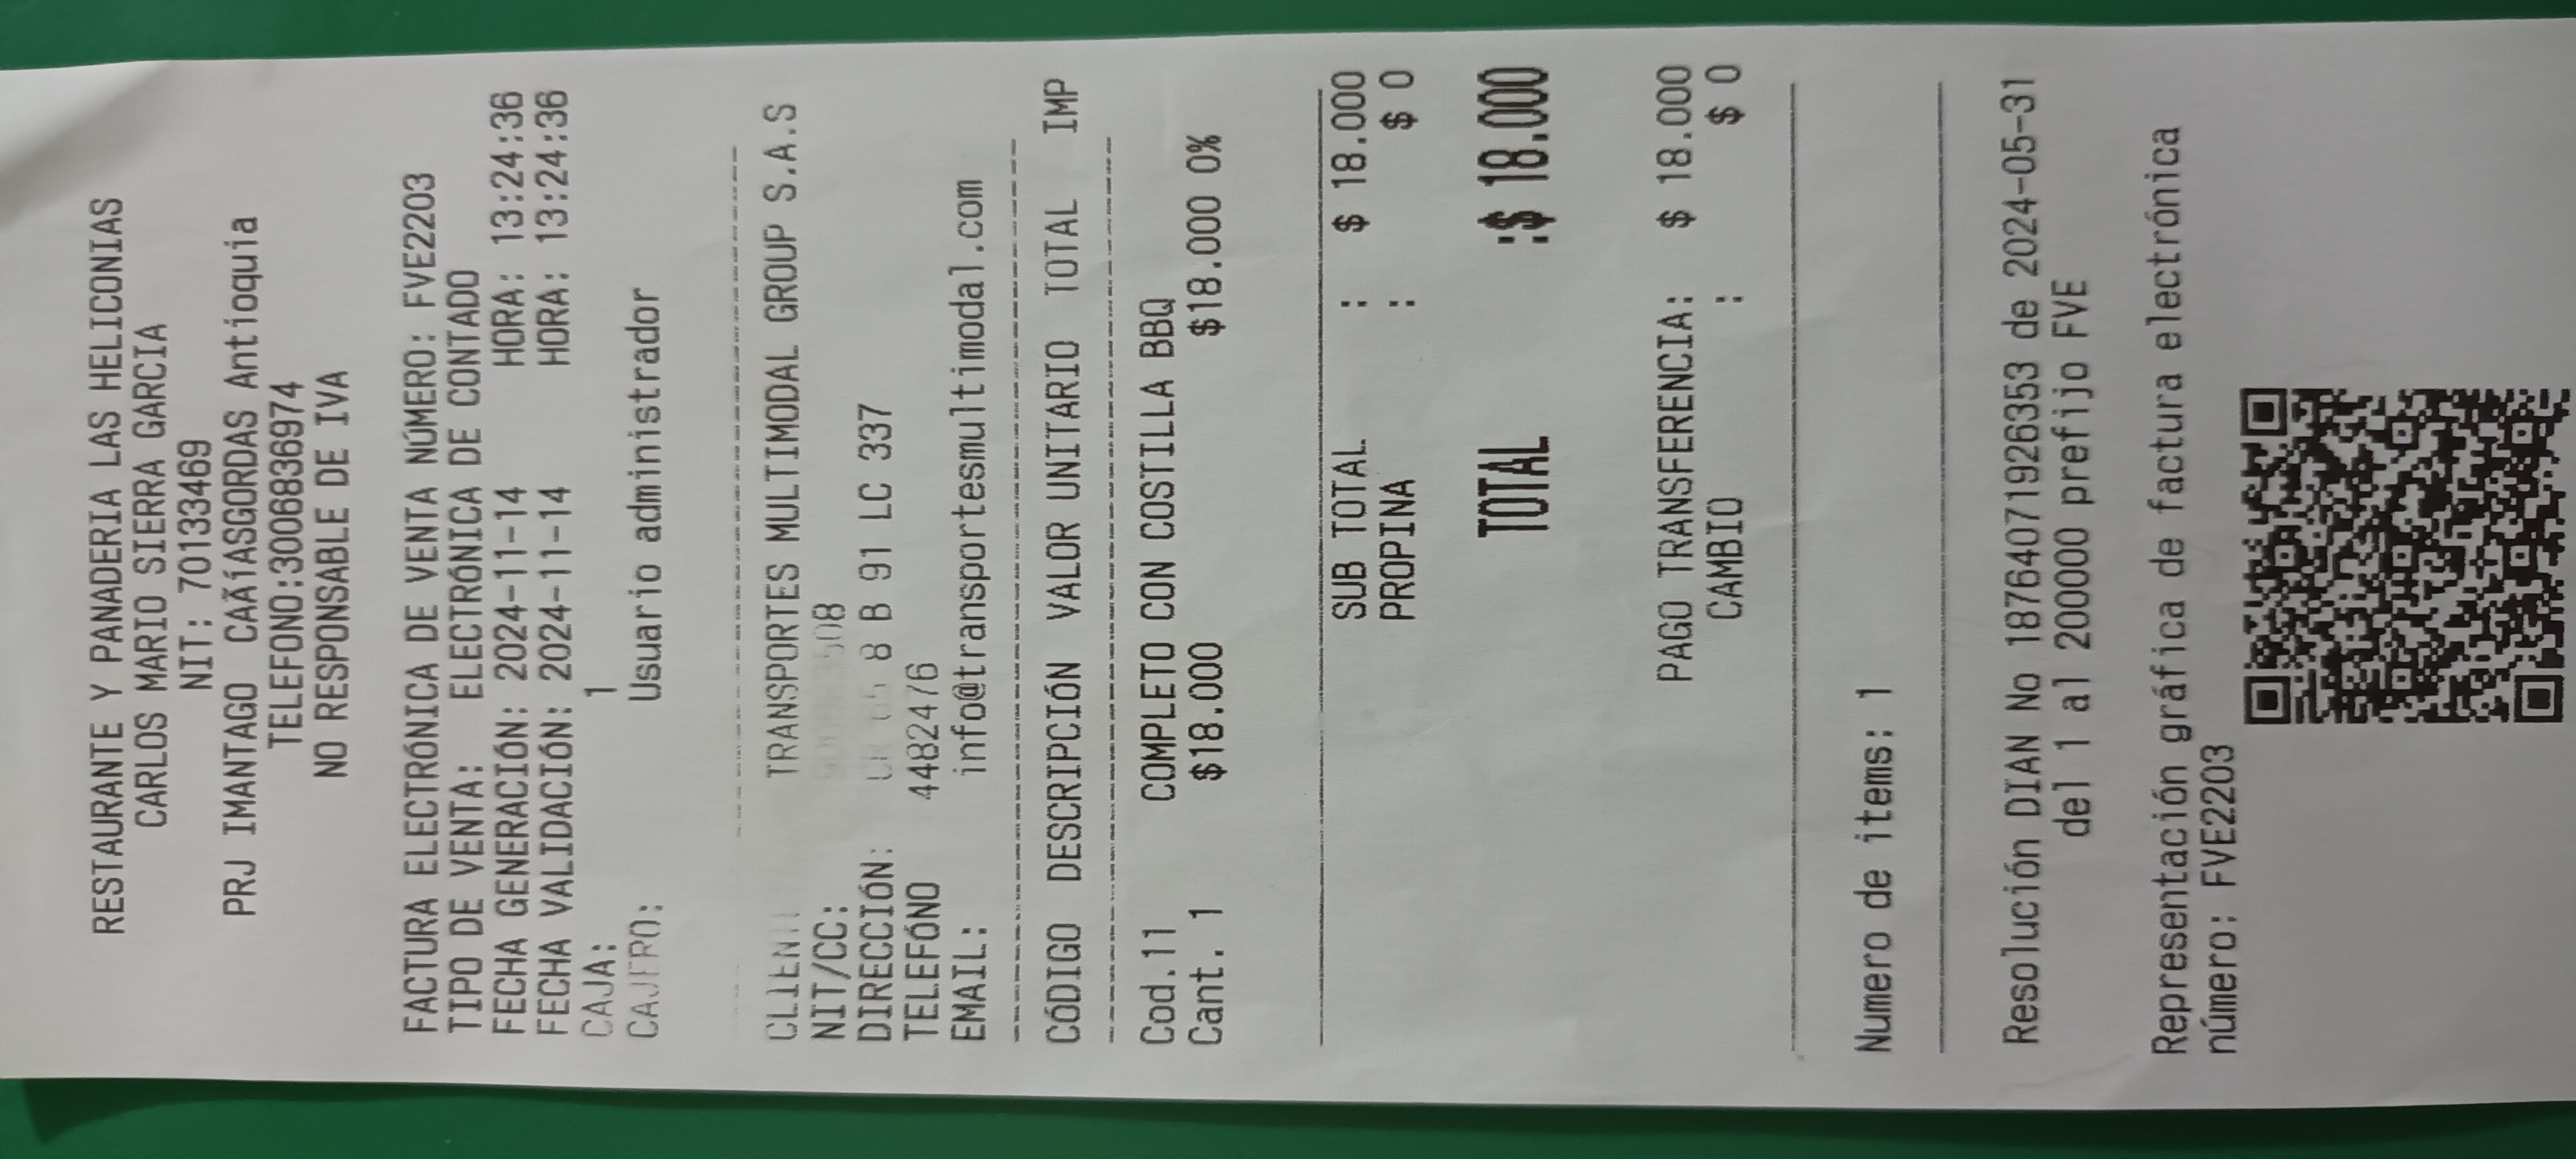 RESTAURANTE Y PANADERIA LAS HELICONIAS
CARLOS MARIO SIERRA GARCIA
NIT: 70133469
PRJ IMANTAGO CAÃÍASGORDAS Antioquia
TELEFONO:3006836974
NO RESPONSABLE DE IVA
FACTURA ELECTRÓNICA DE VENTA NÚMERO: FVE2203
TIPO DE VENTA: ELECTRÓNICA DE CONTADO
FECHA GENERACIÓN: 2024-11-14 HORA: 13:24:36
FECHA VALIDACIÓN: 2024-11-14 HORA: 13:24:36
CAJA: 1
CAJERO: Usuario administrador
CLIENTE TRANSPORTES MULTIMODAL GROUP S.A.S
NIT/CC:
DIRECCIÓN: 8 B 91 LC 337
TELEFÓNO 4482476
EMAIL: info@transportesmultimodal.com
CÓDIGO DESCRIPCIÓN VALOR UNITARIO TOTAL IMP
Cod.11 COMPLETO CON COSTILLA BBQ
Cant. 1 $18.000 $18.000 0%
SUB TOTAL : $ 18.000
PROPINA : $ 0
TOTAL :$ 18.000
PAGO TRANSFERENCIA: $ 18.000
CAMBIO : $ 0
Numero de items: 1
Resolución DIAN No 18764071926353 de 2024-05-31
del 1 al 200000 prefijo FVE
Representación gráfica de factura electrónica
número: FVE2203